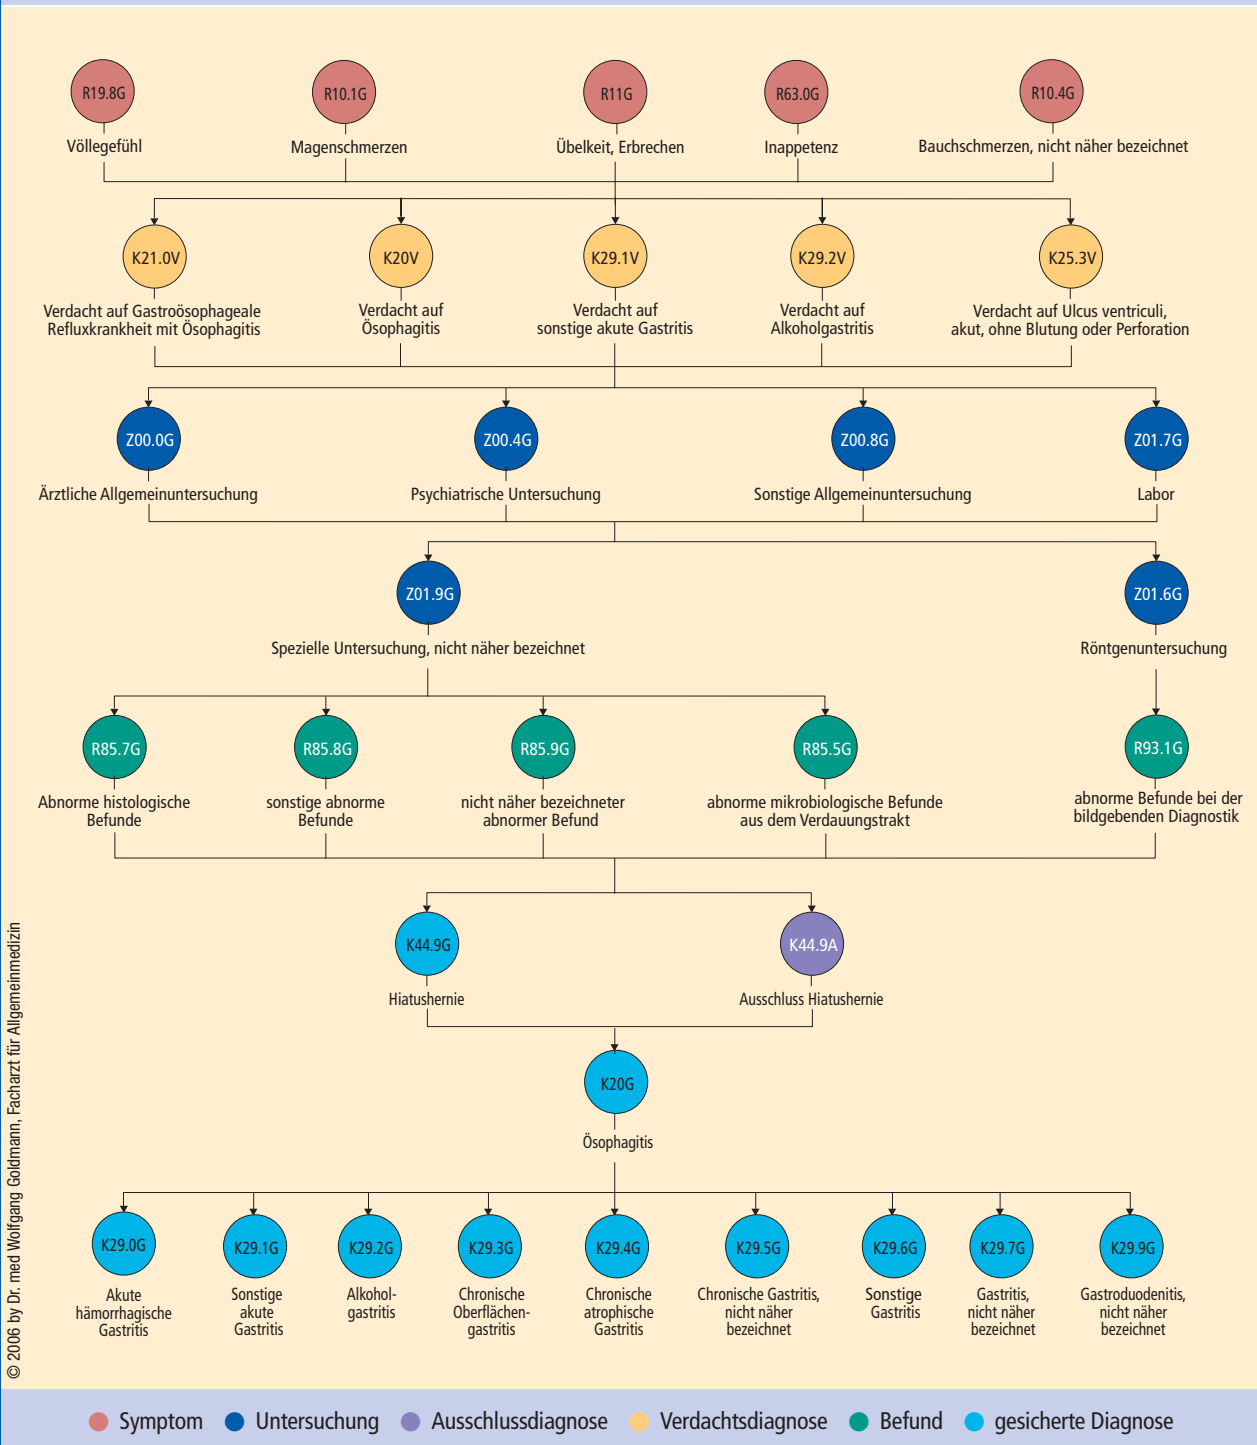 R19.8G
R10.1G
R11G
R63.0G
R10.4G
Völlegefühl
Magenschmerzen
Übelkeit, Erbrechen
Inappetenz
Bauchschmerzen, nicht näher bezeichnet
K21.0V
K20V
K29.1V
K29.2V
K25.3V
Verdacht auf Gastroösophageale
Refluxkrankheit mit Ösophagitis
Verdacht auf
Ösophagitis
Verdacht auf
sonstige akute Gastritis
Verdacht auf
Alkoholgastritis
Verdacht auf Ulcus ventriculi,
akut, ohne Blutung oder Perforation
Z00.0G
Z00.4G
Z00.8G
Z01.7G
Ärztliche Allgemeinuntersuchung
Psychiatrische Untersuchung
Sonstige Allgemeinuntersuchung
Labor
Z01.9G
Z01.6G
Spezielle Untersuchung, nicht näher bezeichnet
Röntgenuntersuchung
R85.7G
R85.8G
R85.9G
R85.5G
R93.1G
Abnorme histologische
Befunde
sonstige abnorme
Befunde
nicht näher bezeichneter
abnormer Befund
abnorme mikrobiologische Befunde
aus dem Verdauungstrakt
abnorme Befunde bei der
bildgebenden Diagnostik
K44.9G
K44.9A
Hiatushernie
Ausschluss Hiatushernie
K20G
Ösophagitis
K29.0G
K29.1G
K29.2G
K29.3G
K29.4G
K29.5G
K29.6G
K29.7G
K29.9G
Akute
hämorrhagische
Gastritis
Sonstige
akute
Gastritis
Alkohol-
gastritis
Chronische
Oberflächen-
gastritis
Chronische
atrophische
Gastritis
Chronische Gastritis,
nicht näher
bezeichnet
Sonstige
Gastritis
Gastritis,
nicht näher
bezeichnet
Gastroduodenitis,
nicht näher
bezeichnet
© 2006 by Dr. med Wolfgang Goldmann, Facharzt für Allgemeinmedizin
Symptom
Untersuchung
Ausschlussdiagnose
Verdachtsdiagnose
Befund
gesicherte Diagnose